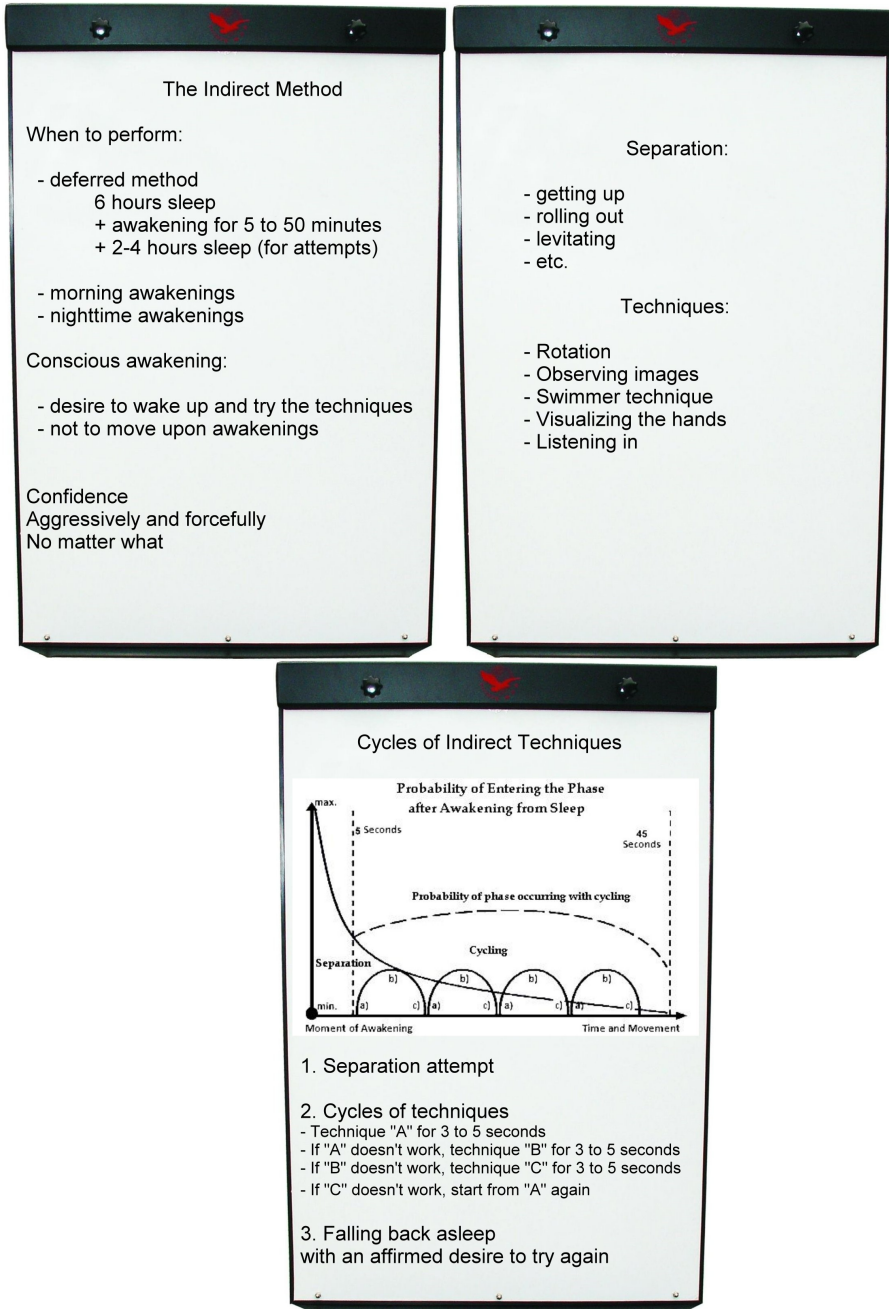 The Indirect Method
When to perform:
- deferred method
6 hours sleep
+ awakening for 5 to 50 minutes
+ 2-4 hours sleep (for attempts)
- morning awakenings
- nighttime awakenings
Conscious awakening:
- desire to wake up and try the techniques
- not to move upon awakenings
Confidence
Aggressively and forcefully
No matter what
Separation:
- getting up
- rolling out
- levitating
- etc.
Techniques:
- Rotation
- Observing images
- Swimmer technique
- Visualizing the hands
- Listening in
Cycles of Indirect Techniques
Probability of Entering the Phase
after Awakening from Sleep
max.
5 Seconds
45
Seconds
Probability of phase occurring with cycling
Cycling
Separation
b) b) b) b)
min. a) c) a) c) a) c) a) c)
Moment of Awakening Time and Movement
1. Separation attempt
2. Cycles of techniques
- Technique "A" for 3 to 5 seconds
- If "A" doesn't work, technique "B" for 3 to 5 seconds
- If "B" doesn't work, technique "C" for 3 to 5 seconds
- If "C" doesn't work, start from "A" again
3. Falling back asleep
with an affirmed desire to try again